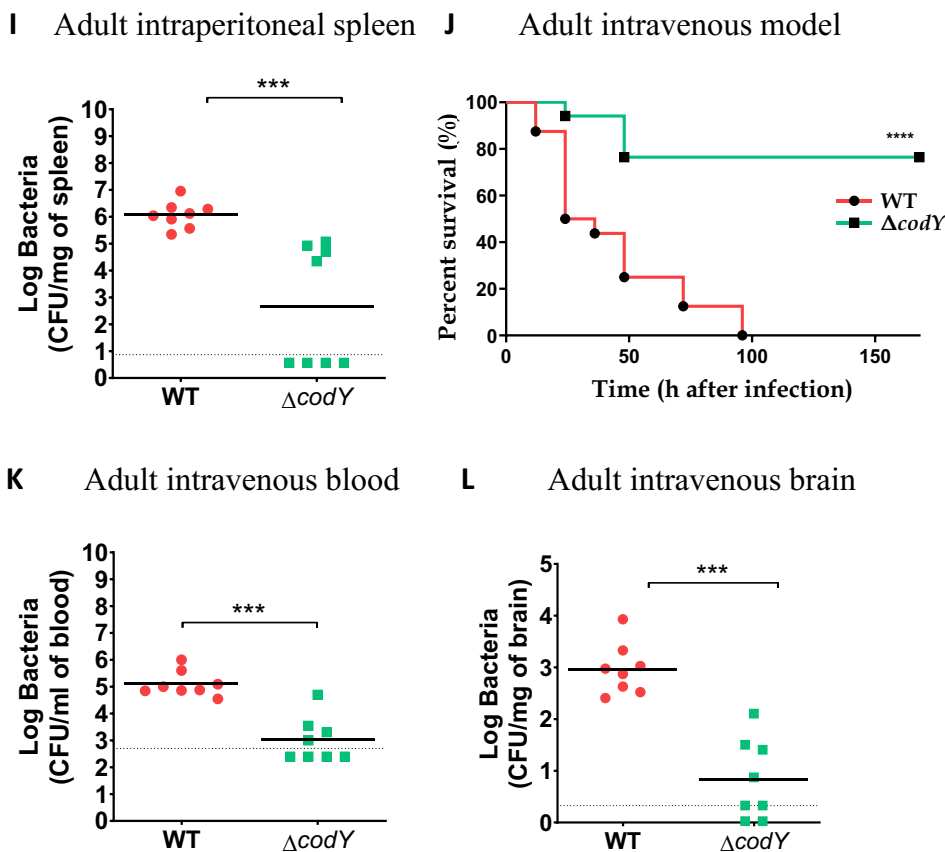 I Adult intraperitoneal spleen
***
Log Bacteria
(CFU/mg of spleen)
10
9
8
7
6
5
4
3
2
1
0
WT ΔcodY
J Adult intravenous model
Percent survival (%)
100
80
60
40
20
0
****
WT
ΔcodY
0 50 100 150
Time (h after infection)
K Adult intravenous blood
***
Log Bacteria
(CFU/ml of blood)
10
9
8
7
6
5
4
3
2
1
0
WT ΔcodY
L Adult intravenous brain
***
Log Bacteria
(CFU/mg of brain)
5
4
3
2
1
0
WT ΔcodY